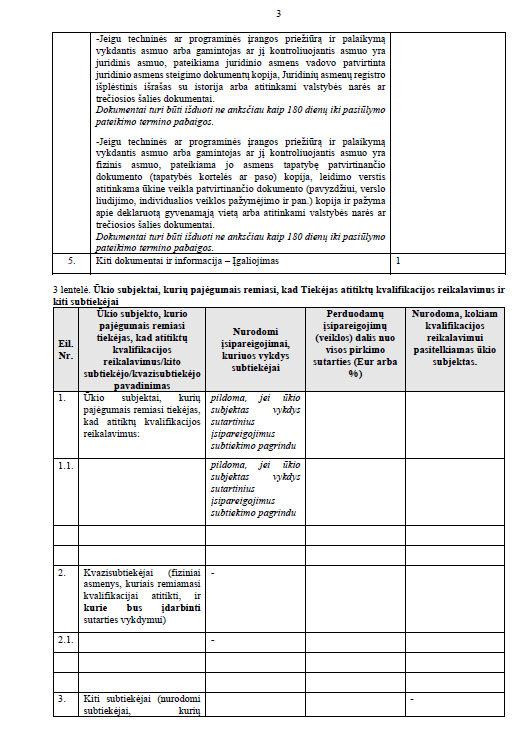 3
-Jeigu techninės ar programinės įrangos priežiūrą ir palaikymą
vykdantis asmuo arba gamintojas ar jį kontroliuojantis asmuo yra
juridinis asmuo, pateikiama juridinio asmens vadovo patvirtinta
juridinio asmens steigimo dokumentų kopija, Juridinių asmenų registro
išplėstinis išrašas su istorija arba atitinkami valstybės narės ar
trečiosios šalies dokumentai.
Dokumentai turi būti išduoti ne anksčiau kaip 180 dienų iki pasiūlymo
pateikimo termino pabaigos.
-Jeigu techninės ar programinės įrangos priežiūrą ir palaikymą
vykdantis asmuo arba gamintojas ar jį kontroliuojantis asmuo yra
fizinis asmuo, pateikiama jo asmens tapatybę patvirtinančio
dokumento (tapatybės kortelės ar paso) kopija, leidimo verstis
atitinkama ūkine veikla patvirtinančio dokumento (pavyzdžiui, verslo
liudijimo, individualios veiklos pažymėjimo ir pan.) kopija ir pažyma
apie deklaruotą gyvenamąją vietą arba atitinkami valstybės narės ar
trečiosios šalies dokumentai.
Dokumentai turi būti išduoti ne anksčiau kaip 180 dienų iki pasiūlymo
pateikimo termino pabaigos.
5. Kiti dokumentai ir informacija – Įgaliojimas 1
3 lentelė. Ūkio subjektai, kurių pajėgumais remiasi, kad Tiekėjas atitiktų kvalifikacijos reikalavimus ir
kiti subtiekėjai
Eil.
Nr.
Ūkio subjekto, kurio
pajėgumais remiasi
tiekėjas, kad atitiktų
kvalifikacijos
reikalavimus/kito
subtiekėjo/kvazisubtiekėjo
pavadinimas
Nurodomi
įsipareigojimai,
kuriuos vykdys
subtiekėjai
Perduodamų
įsipareigojimų
(veiklos) dalis nuo
visos pirkimo
sutarties (Eur arba
%)
Nurodoma, kokiam
kvalifikacijos
reikalavimui
pasitelkiamas ūkio
subjektas.
1.
Ūkio subjektai, kurių
pajėgumais remiasi tiekėjas,
kad atitiktų kvalifikacijos
reikalavimus:
pildoma, jei ūkio
subjektas vykdys
sutartinius
įsipareigojimus
subtiekimo pagrindu
1.1.
pildoma, jei ūkio
subjektas vykdys
sutartinius
įsipareigojimus
subtiekimo pagrindu
2.
Kvazisubtiekėjai (fiziniai
asmenys, kuriais remiamasi
kvalifikacijai atitikti, ir
kurie bus įdarbinti
sutarties vykdymui)
-
2.1. -
3.
Kiti subtiekėjai (nurodomi
subtiekėjai, kurių
-